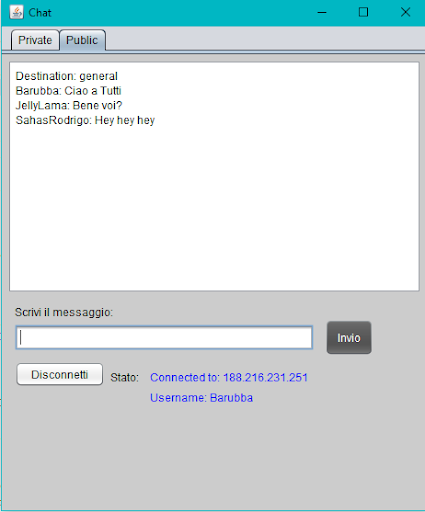 Chat
Private Public
Destination: general
Barubba: Ciao a Tutti
JellyLama: Bene voi?
SahasRodrigo: Hey hey hey
Scrivi il messaggio:
Invio
Disconnetti Stato: Connected to: 188.216.231.251
Username: Barubba